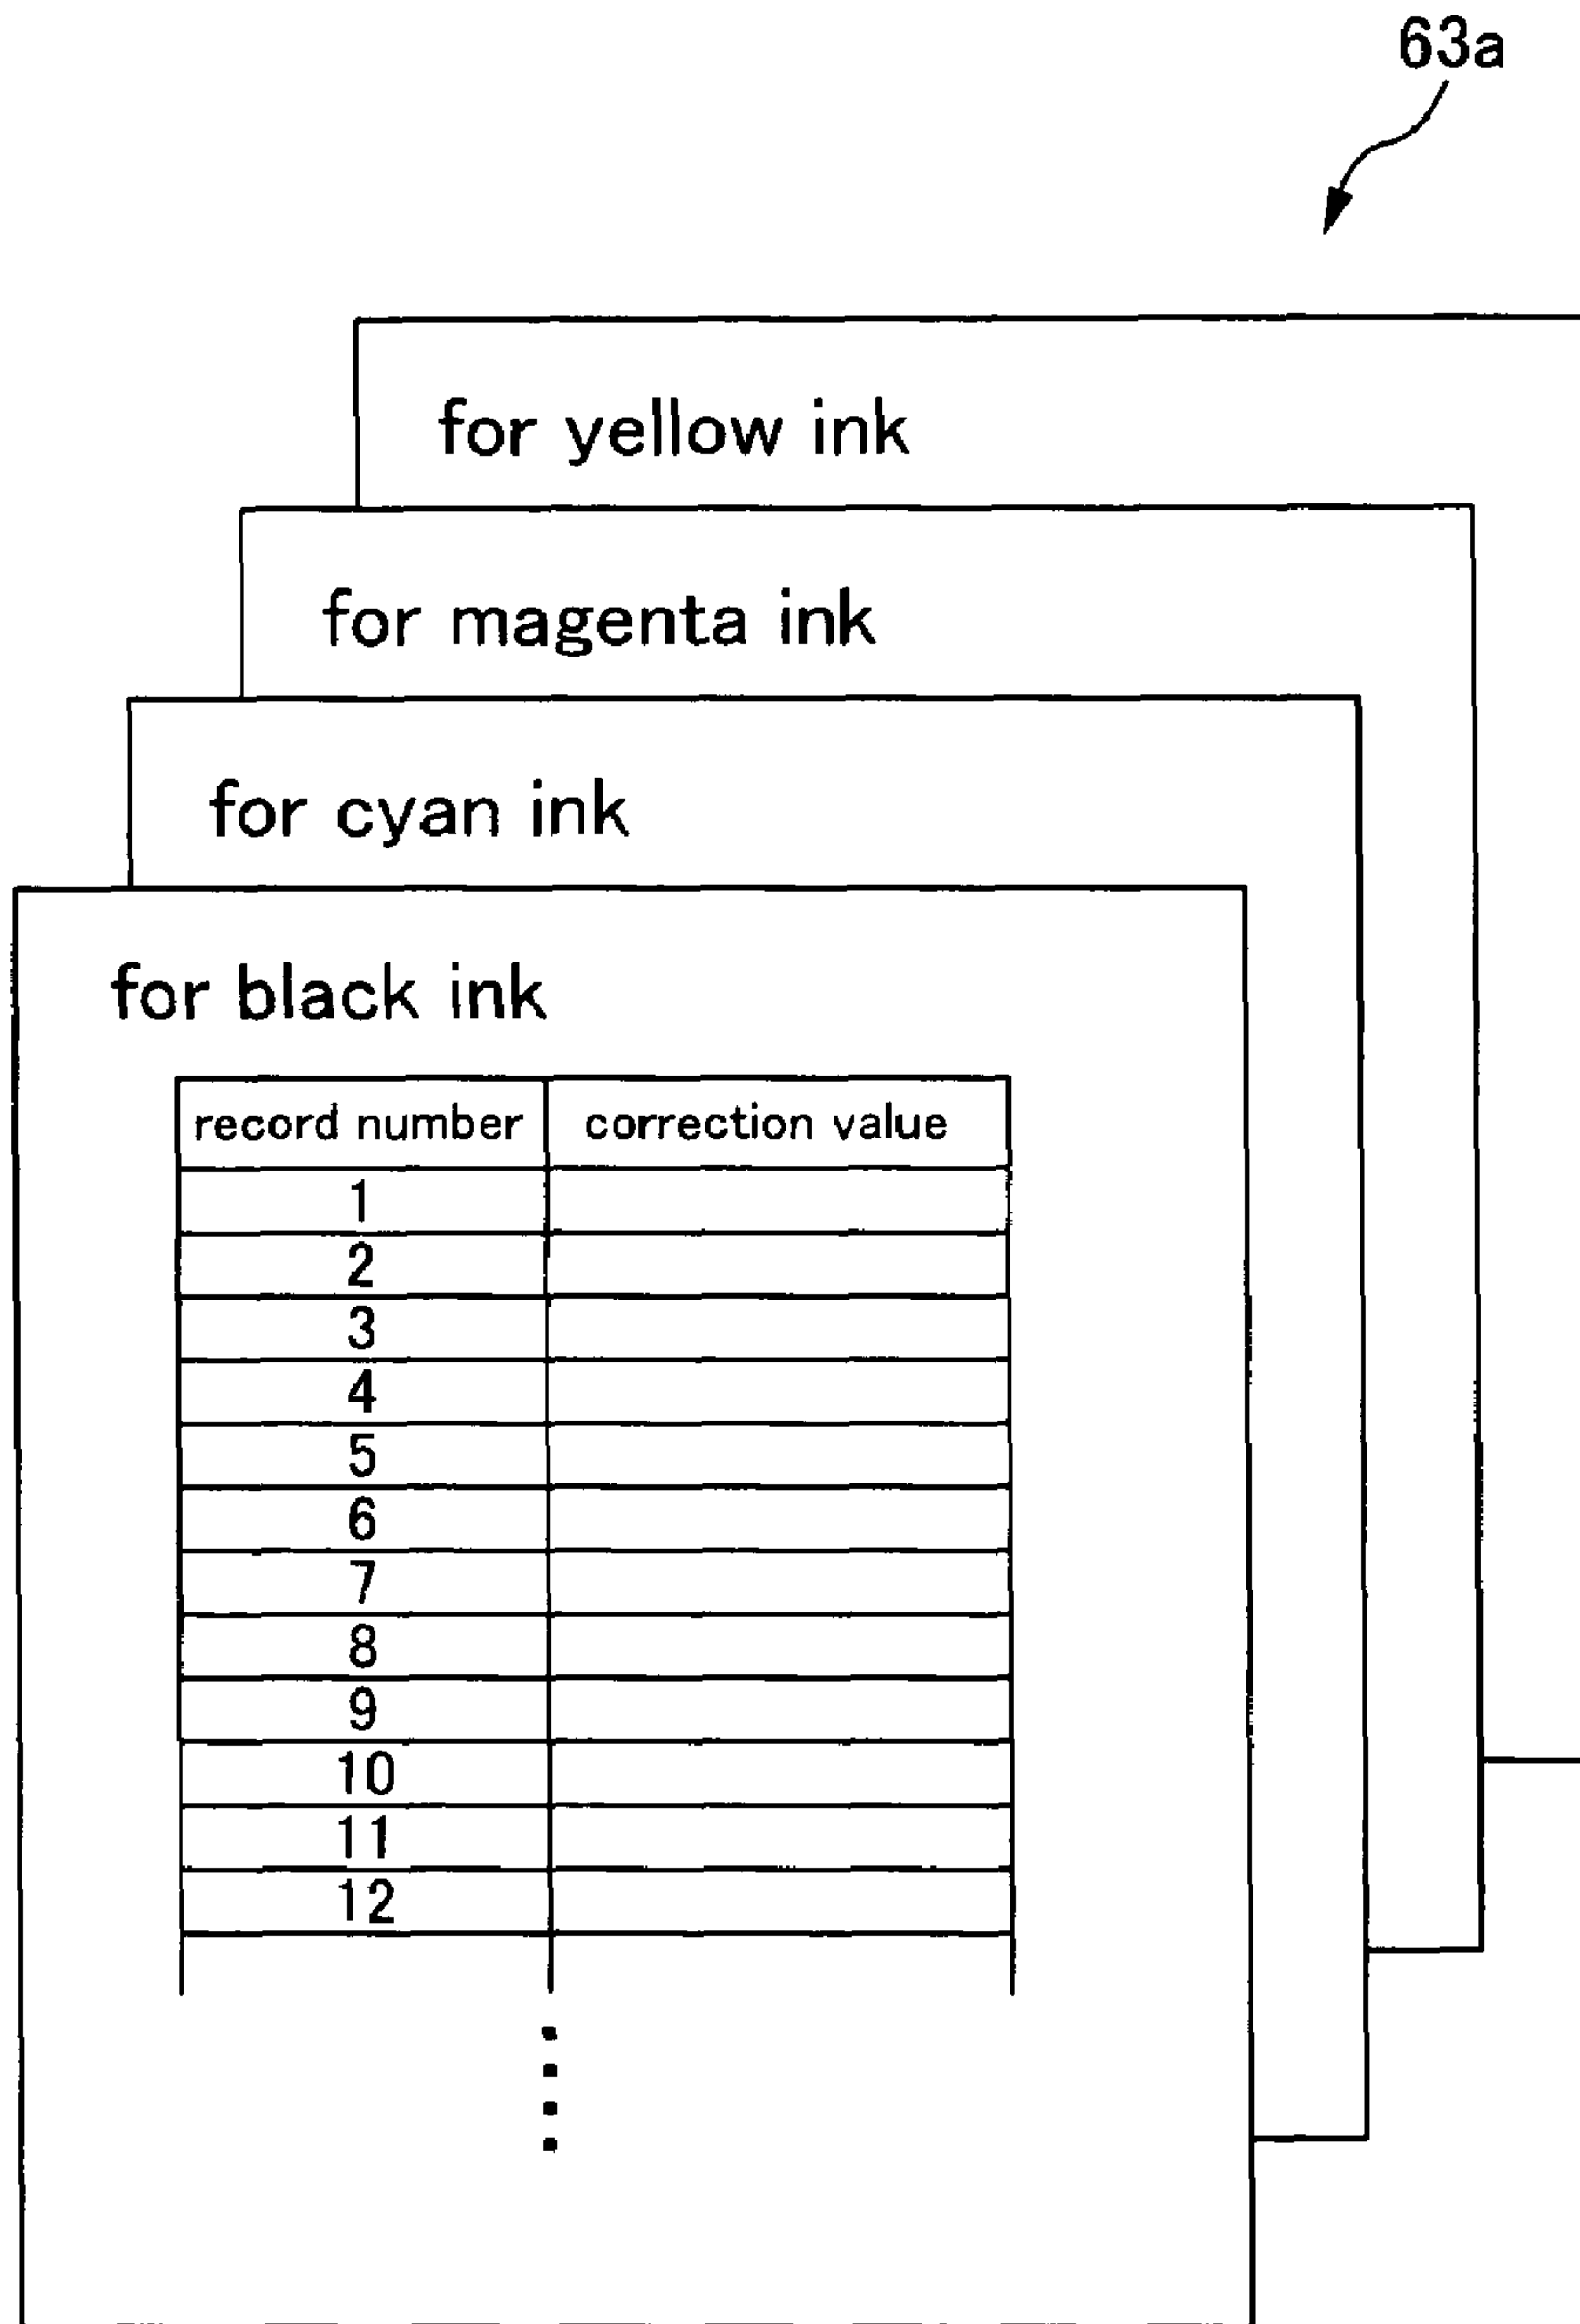 63a
for yellow ink
for magenta ink
for cyan ink
for black ink
record number correction value
1
2
3
4
5
6
7
8
9
10
11
12